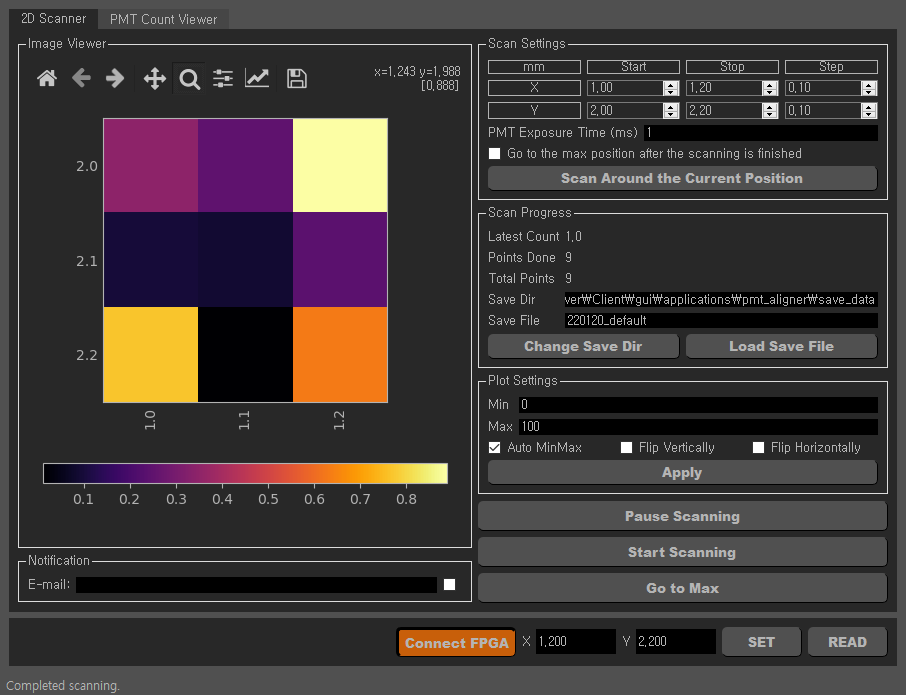 2D Scanner
PMT Count Viewer
Image Viewer
x=1,243 y=1,988
[0,888]
2.0
2.1
2.2
1.0
1.1
1.2
0.1 0.2 0.3 0.4 0.5 0.6 0.7 0.8
Notification
E-mail:
Scan Settings
mm Start Stop Step
X 1,00 1,20 0,10
Y 2,00 2,20 0,10
PMT Exposure Time (ms) 1
Go to the max position after the scanning is finished
Scan Around the Current Position
Scan Progress
Latest Count 1,0
Points Done 9
Total Points 9
Save Dir ver₩Client₩gui₩applications₩pmt_aligner₩save_data
Save File 220120_default
Change Save Dir Load Save File
Plot Settings
Min 0
Max 100
Auto MinMax Flip Vertically Flip Horizontally
Apply
Pause Scanning
Start Scanning
Go to Max
Connect FPGA X 1,200 Y 2,200 SET READ
Completed scanning.